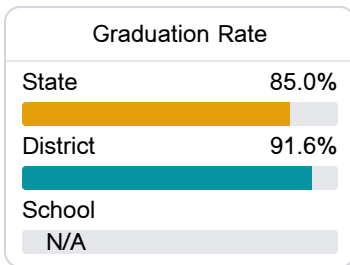 Graduation Rate
State 85.0%
District 91.6%
School
N/A